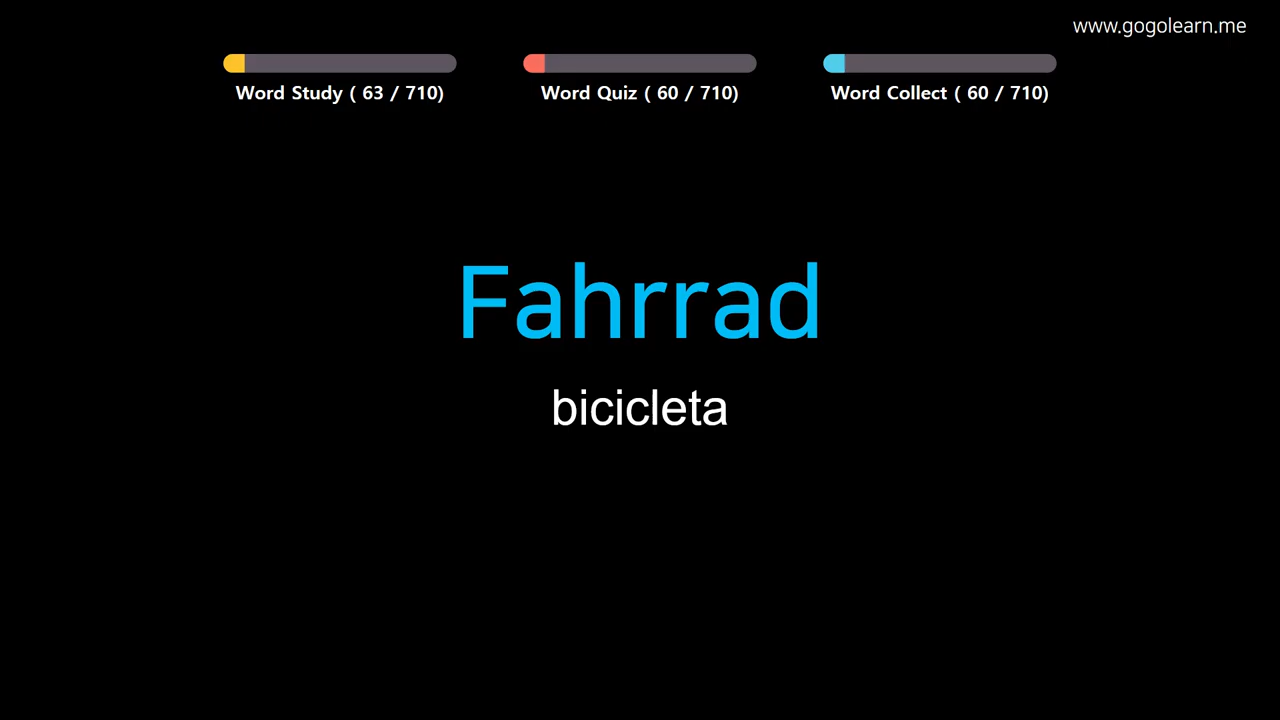 www.gogolearn.me
Word Study ( 63 / 710)
Word Quiz ( 60 / 710)
Word Collect ( 60 / 710)
Fahrrad
bicicleta